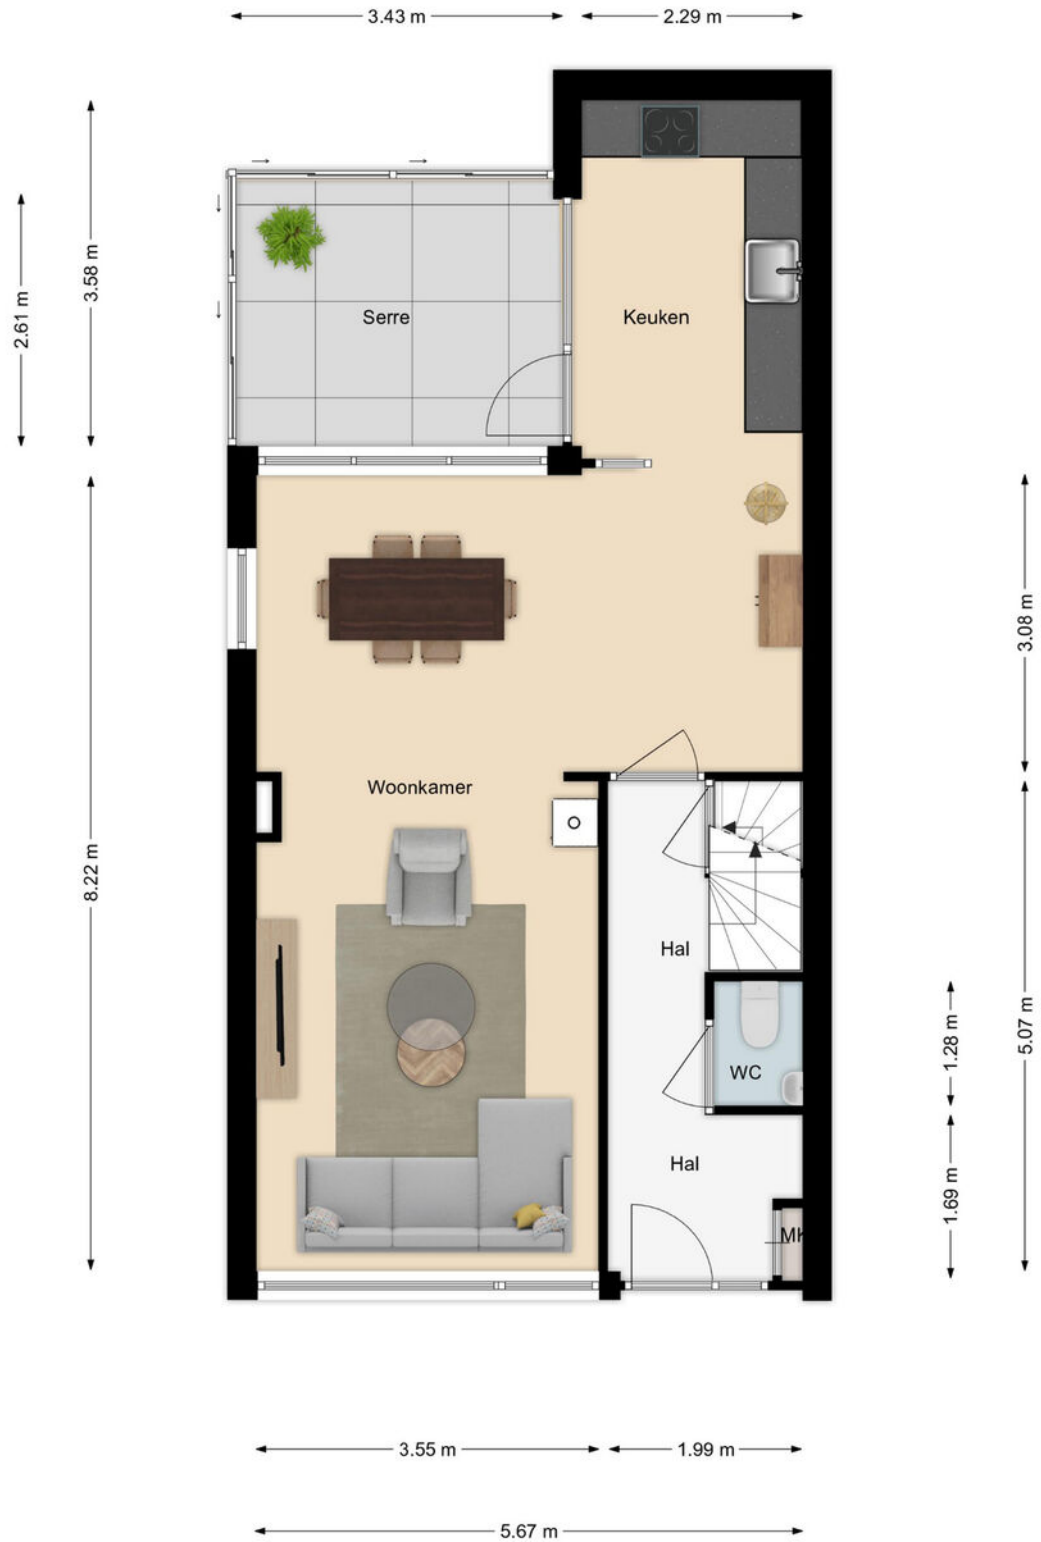 3.43 m
2.29 m
3.58 m
2.61 m
Serre
Keuken
3.08 m
Woonkamer
8.22 m
Hal
5.07 m
1.28 m
WC
Hal
1.69 m
MK
3.55 m
1.99 m
5.67 m